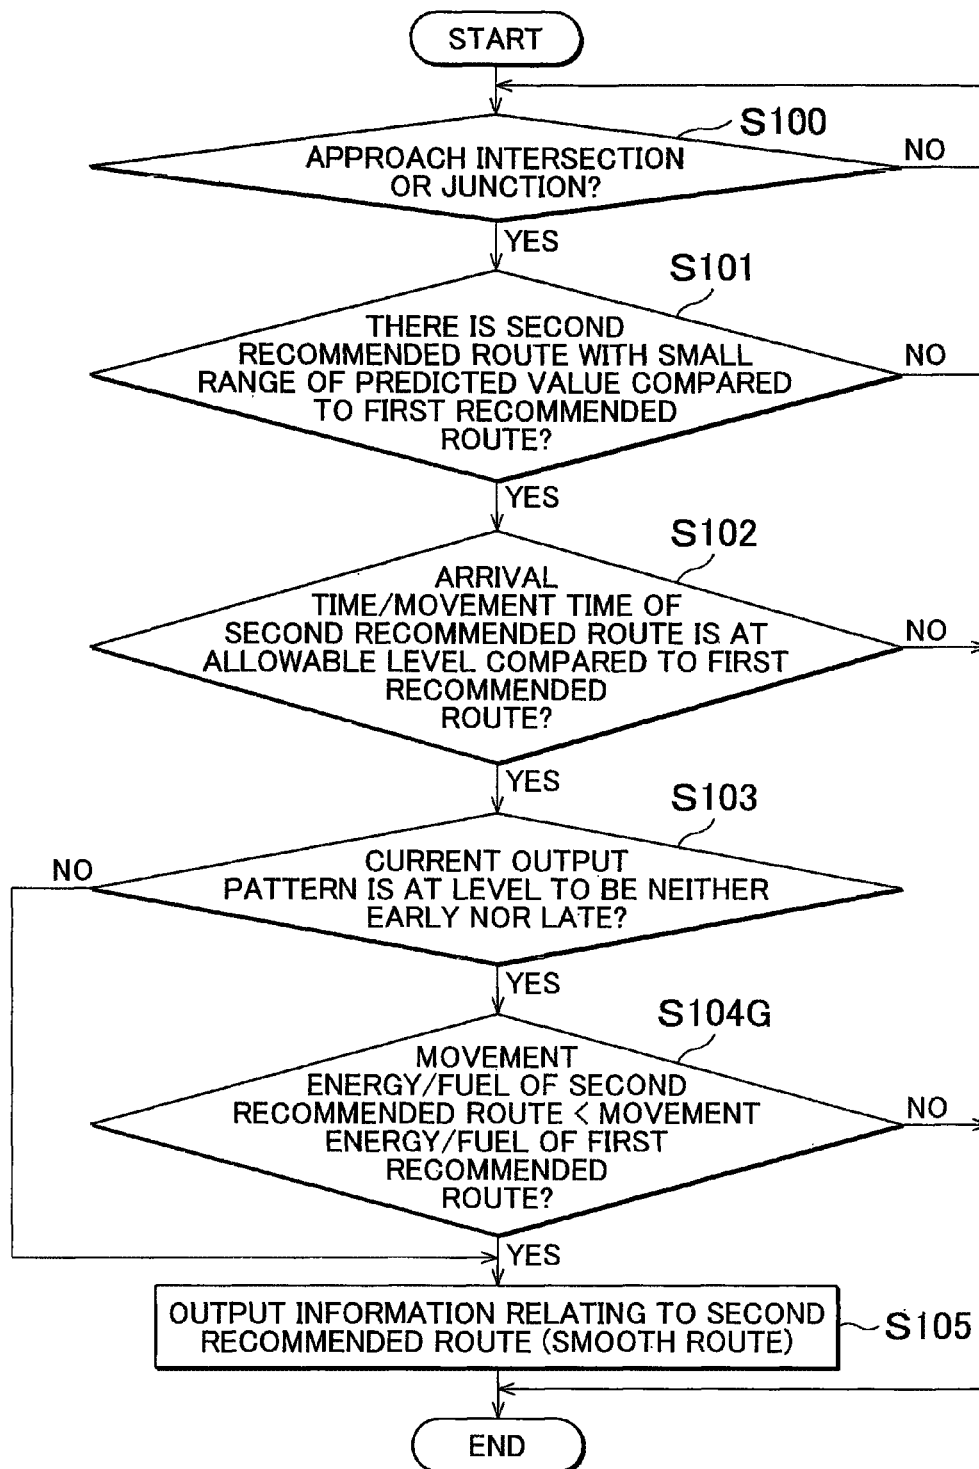 START
S100
APPROACH INTERSECTION
OR JUNCTION?
NO
YES
S101
THERE IS SECOND
RECOMMENDED ROUTE WITH SMALL
RANGE OF PREDICTED VALUE COMPARED
TO FIRST RECOMMENDED
ROUTE?
NO
YES
S102
ARRIVAL
TIME/MOVEMENT TIME OF
SECOND RECOMMENDED ROUTE IS AT
ALLOWABLE LEVEL COMPARED TO FIRST
RECOMMENDED
ROUTE?
NO
YES
S103
CURRENT OUTPUT
PATTERN IS AT LEVEL TO BE NEITHER
EARLY NOR LATE?
NO
YES
S104G
MOVEMENT
ENERGY/FUEL OF SECOND
RECOMMENDED ROUTE < MOVEMENT
ENERGY/FUEL OF FIRST
RECOMMENDED
ROUTE?
NO
YES
OUTPUT INFORMATION RELATING TO SECOND
RECOMMENDED ROUTE (SMOOTH ROUTE)
S105
END